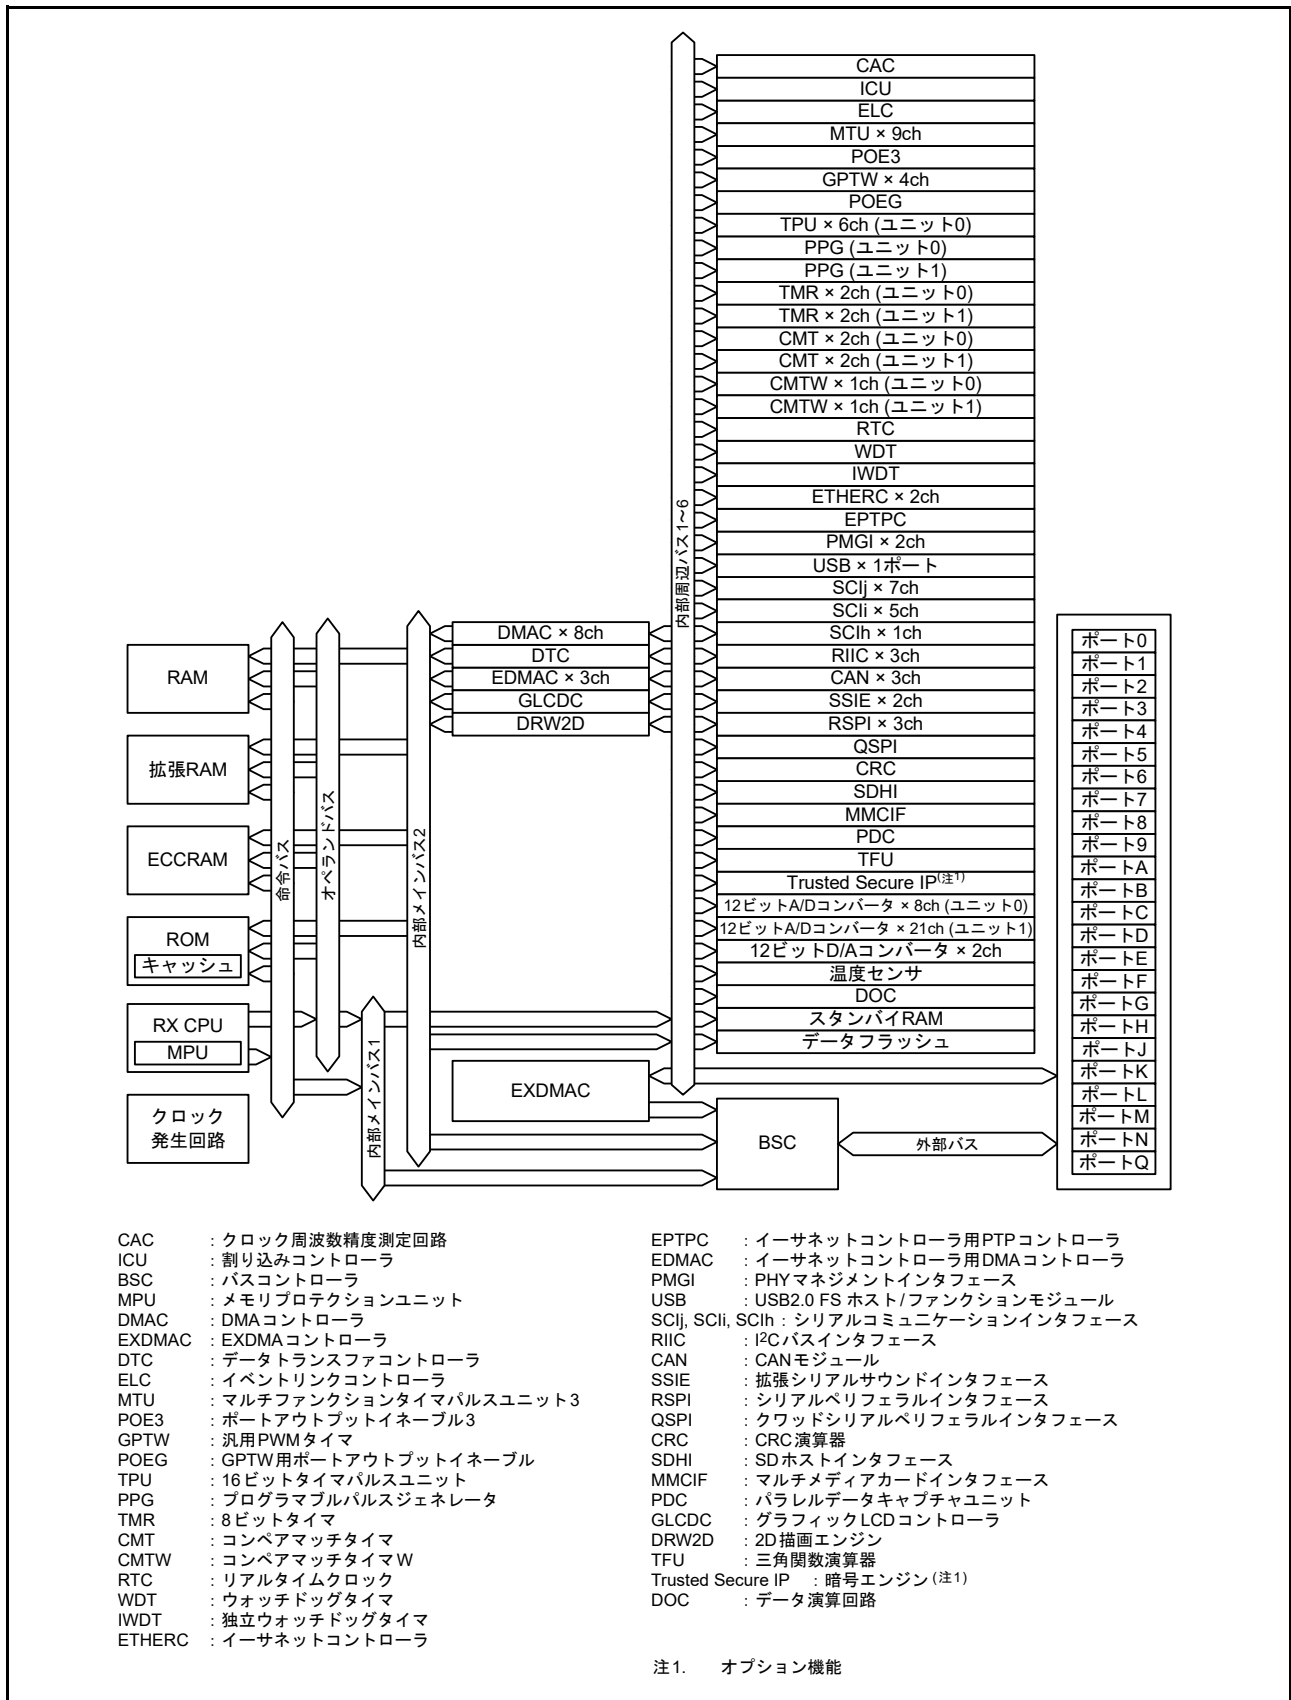 CAC
ICU
ELC
MTU × 9ch
POE3
GPTW × 4ch
POEG
TPU × 6ch (ユニット0)
PPG (ユニット0)
PPG (ユニット1)
TMR × 2ch (ユニット0)
TMR × 2ch (ユニット1)
CMT × 2ch (ユニット0)
CMT × 2ch (ユニット1)
CMTW × 1ch (ユニット0)
CMTW × 1ch (ユニット1)
RTC
WDT
IWDT
ETHERC × 2ch
EPTPC
PMGI × 2ch
USB × 1ポート
SCIj × 7ch
SCIi × 5ch
SCIh × 1ch
RIIC × 3ch
CAN × 3ch
SSIE × 2ch
RSPI × 3ch
QSPI
CRC
SDHI
MMCIF
PDC
TFU
Trusted Secure IP(注1)
12ビットA/Dコンバータ × 8ch (ユニット0)
12ビットA/Dコンバータ × 21ch (ユニット1)
12ビットD/Aコンバータ × 2ch
温度センサ
DOC
スタンバイRAM
データフラッシュ
内部周辺バス1~6
DMAC × 8ch
DTC
EDMAC × 3ch
GLCDC
DRW2D
RAM
拡張RAM
ECCRAM
ROM
キャッシュ
RX CPU
MPU
クロック
発生回路
命令バス
オペランドバス
内部メインバス2
内部メインバス1
EXDMAC
BSC
外部バス
ポート0
ポート1
ポート2
ポート3
ポート4
ポート5
ポート6
ポート7
ポート8
ポート9
ポートA
ポートB
ポートC
ポートD
ポートE
ポートF
ポートG
ポートH
ポートJ
ポートK
ポートL
ポートM
ポートN
ポートQ
CAC : クロック周波数精度測定回路
ICU : 割り込みコントローラ
BSC : バスコントローラ
MPU : メモリプロテクションユニット
DMAC : DMAコントローラ
EXDMAC : EXDMAコントローラ
DTC : データトランスファコントローラ
ELC : イベントリンクコントローラ
MTU : マルチファンクションタイマパルスユニット3
POE3 : ポートアウトプットイネーブル3
GPTW : 汎用PWMタイマ
POEG : GPTW用ポートアウトプットイネーブル
TPU : 16ビットタイマパルスユニット
PPG : プログラマブルパルスジェネレータ
TMR : 8ビットタイマ
CMT : コンペアマッチタイマ
CMTW : コンペアマッチタイマW
RTC : リアルタイムクロック
WDT : ウォッチドッグタイマ
IWDT : 独立ウォッチドッグタイマ
ETHERC : イーサネットコントローラ
EPTPC : イーサネットコントローラ用PTPコントローラ
EDMAC : イーサネットコントローラ用DMAコントローラ
PMGI : PHYマネジメントインタフェース
USB : USB2.0 FS ホスト/ファンクションモジュール
SCIj, SCIi, SCIh : シリアルコミュニケーションインタフェース
RIIC : I2Cバスインタフェース
CAN : CANモジュール
SSIE : 拡張シリアルサウンドインタフェース
RSPI : シリアルペリフェラルインタフェース
QSPI : クワッドシリアルペリフェラルインタフェース
CRC : CRC演算器
SDHI : SDホストインタフェース
MMCIF : マルチメディアカードインタフェース
PDC : パラレルデータキャプチャユニット
GLCDC : グラフィックLCDコントローラ
DRW2D : 2D描画エンジン
TFU : 三角関数演算器
Trusted Secure IP : 暗号エンジン(注1)
DOC : データ演算回路
注1. オプション機能